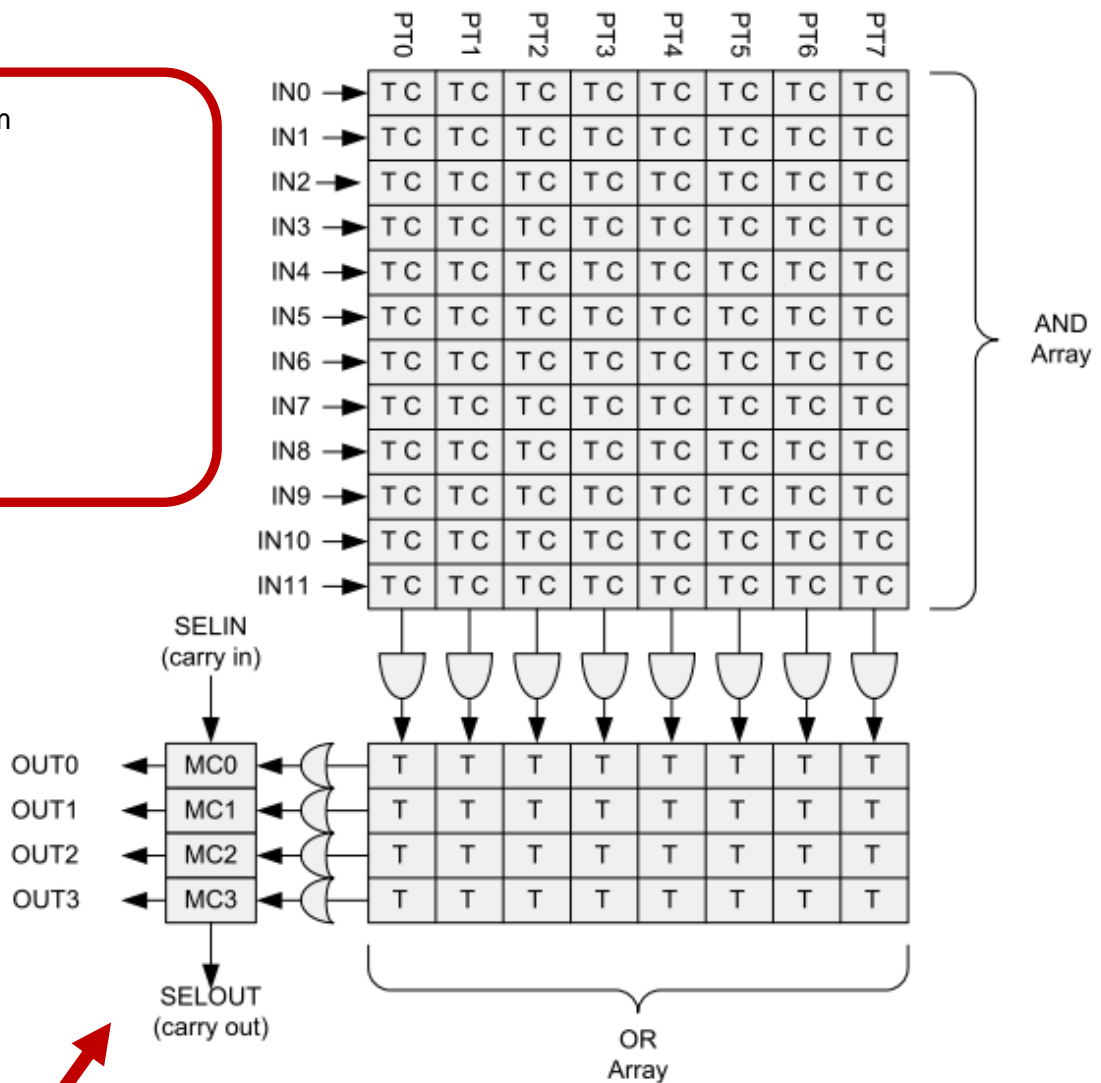 PT0 PT1 PT2 PT3 PT4 PT5 PT6 PT7
IN0 T C T C T C T C T C T C T C T C
IN1 T C T C T C T C T C T C T C T C
IN2 T C T C T C T C T C T C T C T C
IN3 T C T C T C T C T C T C T C T C
IN4 T C T C T C T C T C T C T C T C
IN5 T C T C T C T C T C T C T C T C
IN6 T C T C T C T C T C T C T C T C
IN7 T C T C T C T C T C T C T C T C
IN8 T C T C T C T C T C T C T C T C
IN9 T C T C T C T C T C T C T C T C
IN10 T C T C T C T C T C T C T C T C
IN11 T C T C T C T C T C T C T C T C
AND
Array
SELIN
(carry in)
OUT0 MC0 T T T T T T T T
OUT1 MC1 T T T T T T T T
OUT2 MC2 T T T T T T T T
OUT3 MC3 T T T T T T T T
SELOUT
(carry out)
OR
Array